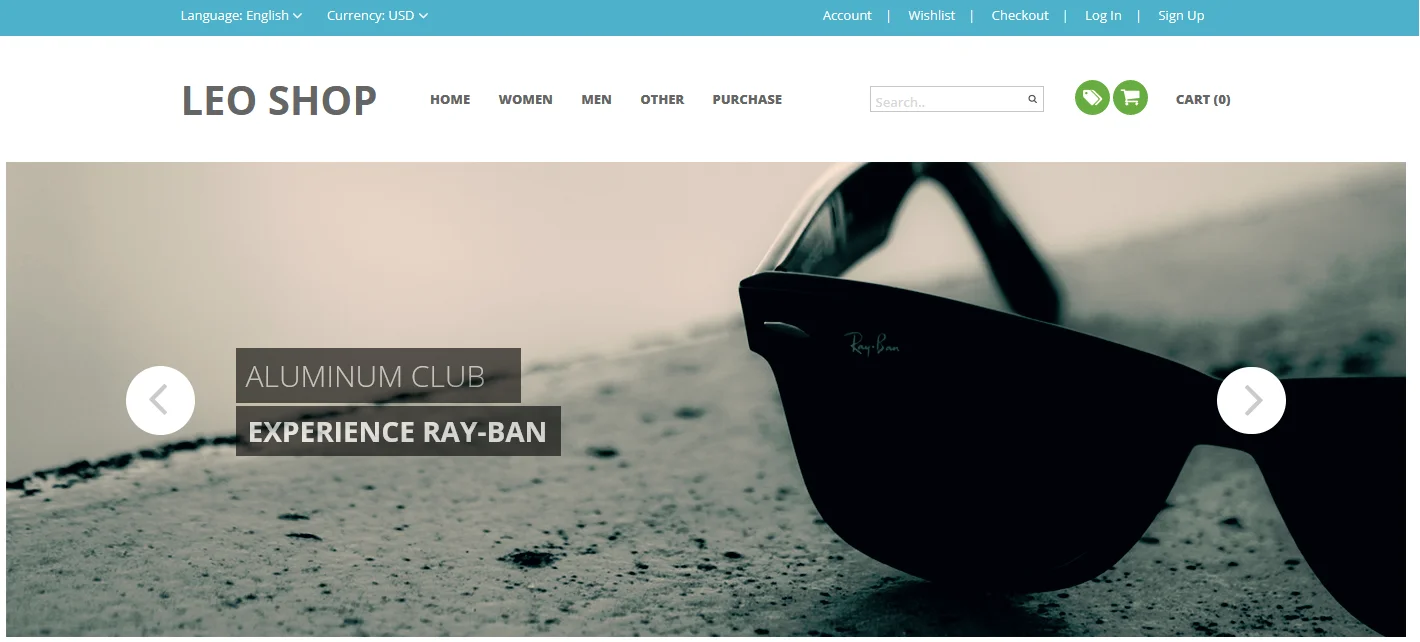 Language: English Currency: USD Account | Wishlist | Checkout | Log In | Sign Up
LEO SHOP HOME WOMEN MEN OTHER PURCHASE Search.. CART (0)
Ray-Ban
ALUMINUM CLUB
EXPERIENCE RAY-BAN